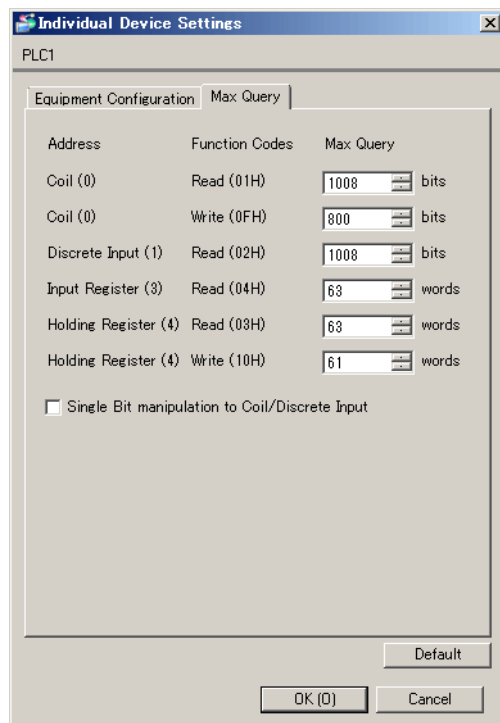 Individual Device Settings
PLC1
Equipment Configuration Max Query
Address Function Codes Max Query
Coil (0) Read (01H) 1008 bits
Coil (0) Write (0FH) 800 bits
Discrete Input (1) Read (02H) 1008 bits
Input Register (3) Read (04H) 63 words
Holding Register (4) Read (03H) 63 words
Holding Register (4) Write (10H) 61 words
Single Bit manipulation to Coil/Discrete Input
Default
OK (O) Cancel